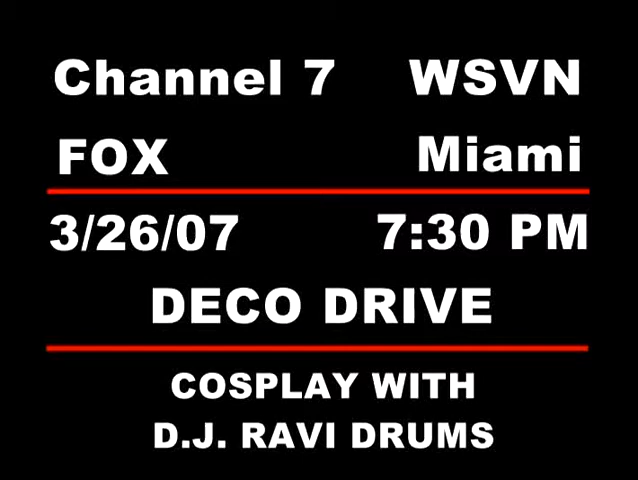 Channel 7 WSVN
FOX Miami
3/26/07 7:30 PM
DECO DRIVE
COSPLAY WITH
D.J. RAVI DRUMS